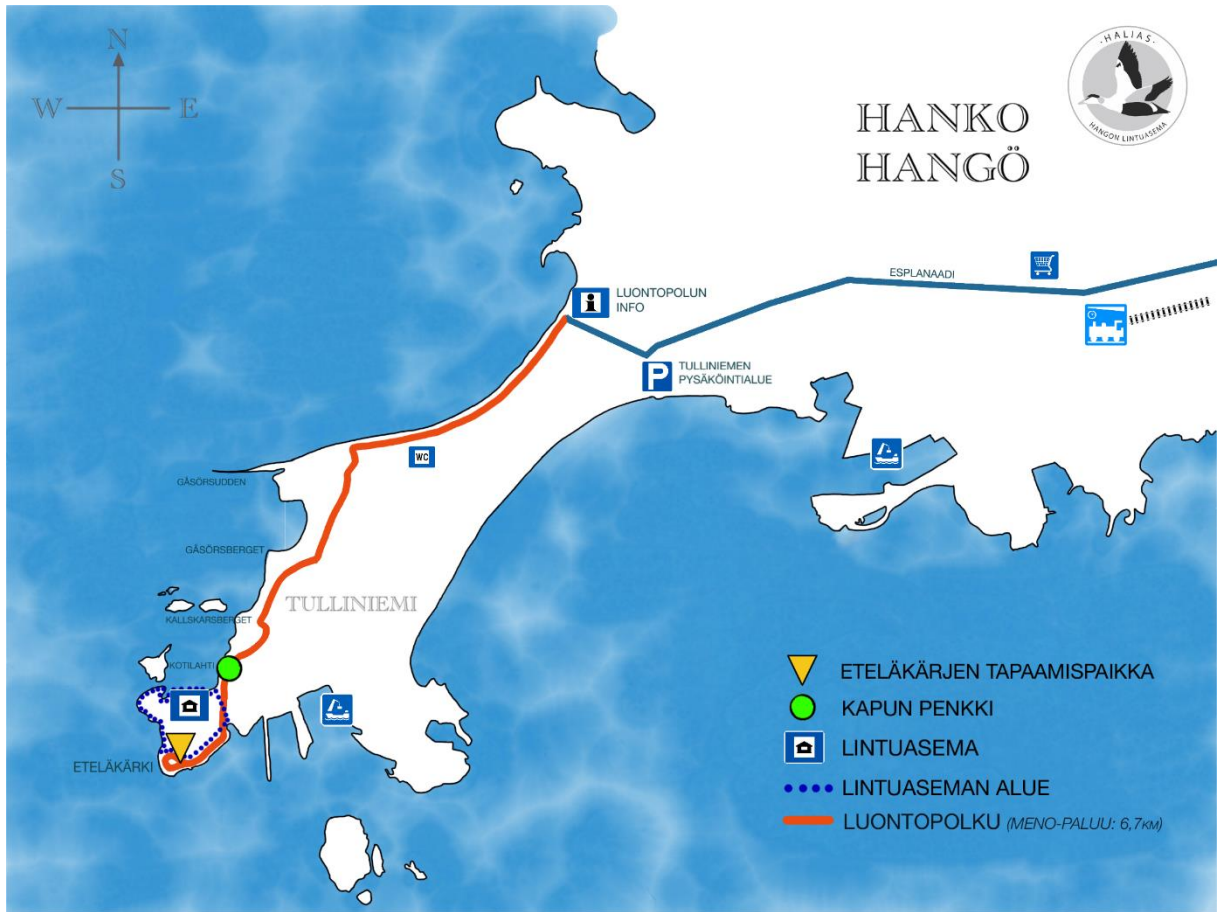 N
W E
S
·HALIAS·
HANGON LINTUASEMA
HANKO
HANGÖ
ESPLANAADI
i
LUONTOPOLUN
INFO
P
TULLINIEMEN
PYSÄKÖINTIALUE
WC
GÅSÖRSUDDEN
GÅSÖRSBERGET
TULLINIEMI
KALLSKÄRSBERGET
KOTILAHTI
ETELÄKÄRKI
ETELÄKÄRJEN TAPAAMISPAIKKA
KAPUN PENKKI
LINTUASEMA
LINTUASEMAN ALUE
LUONTOPOLKU (MENO-PALUU: 6,7KM)